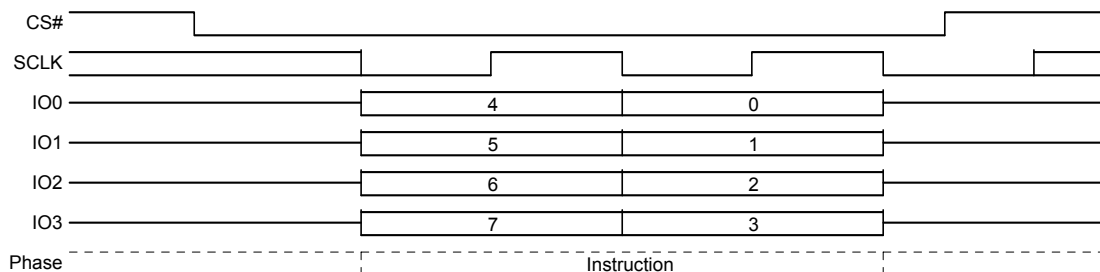 CS#
SCLK
IO0 4 0
IO1 5 1
IO2 6 2
IO3 7 3
Phase Instruction